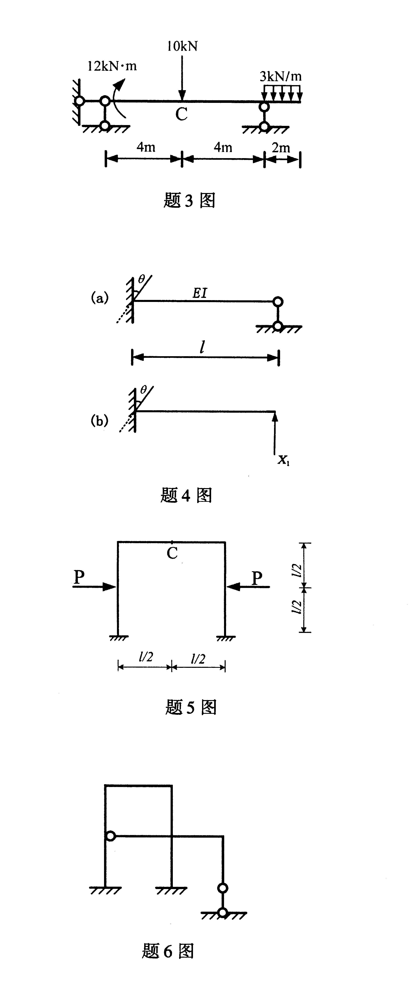 10kN
12kN·m
3kN/m
C
4m 4m 2m
题3图
(a) θ EI
l
(b) θ
X₁
题4图
C
P P
l/2
l/2
l/2 l/2
题5图
题6图